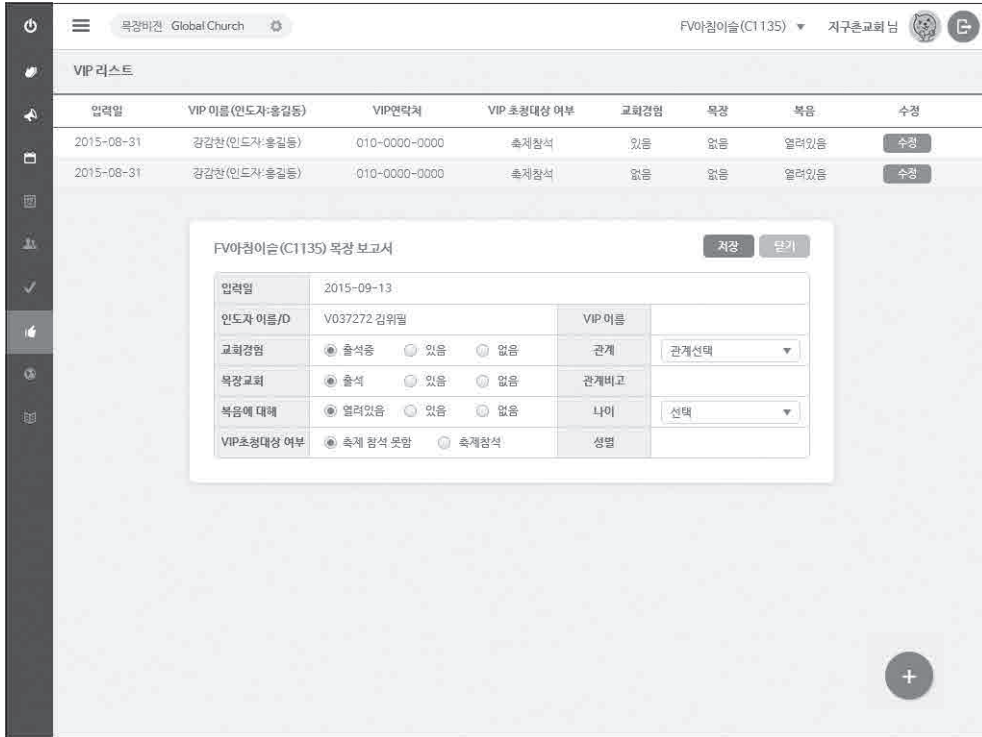 목장비전 Global Church FV아침이슬(C1135) ▼ 지구촌교회 님
VIP 리스트
입력일 VIP 이름(인도자:홍길동) VIP연락처 VIP 초청대상 여부 교회경험 목장 복음 수정
2015-08-31 강감찬(인도자:홍길동) 010-0000-0000 축제참석 있음 없음 열려있음 수정
2015-08-31 강감찬(인도자:홍길동) 010-0000-0000 축제참석 없음 없음 열려있음 수정
FV아침이슬(C1135) 목장 보고서 저장 닫기
입력일 2015-09-13
인도자 이름/D V037272 김위필 VIP 이름
교회경험 출석중 있음 없음 관계 관계선택 ▼
목장교회 출석 있음 없음 관계비고
복음에 대해 열려있음 있음 없음 나이 선택 ▼
VIP초청대상 여부 축제 참석 못함 축제참석 성별
+